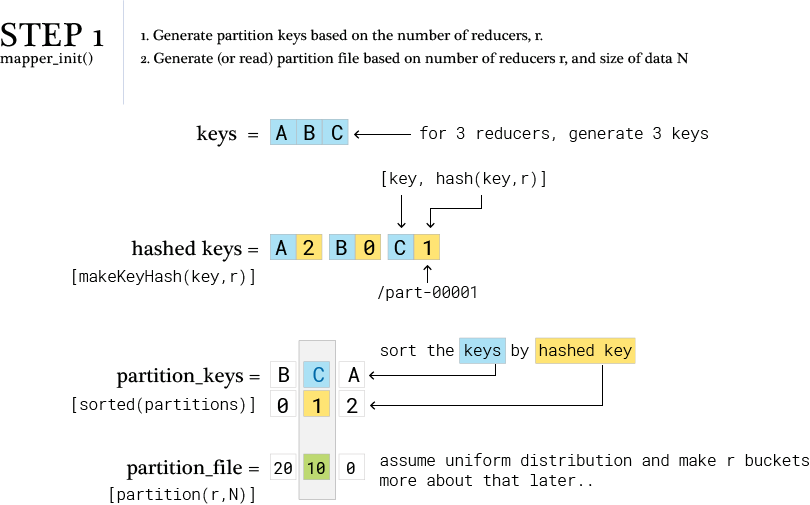 STEP 1
mapper_init()
1. Generate partition keys based on the number of reducers, r.
2. Generate (or read) partition file based on number of reducers r, and size of data N
keys = A B C for 3 reducers, generate 3 keys
[key, hash(key,r)]
hashed keys = A 2 B 0 C 1
[makeKeyHash(key,r)]
/part-00001
sort the keys by hashed key
partition_keys = B C A
[sorted(partitions)] 0 1 2
partition_file = 20 10 0
[partition(r,N)]
assume uniform distribution and make r buckets
more about that later..